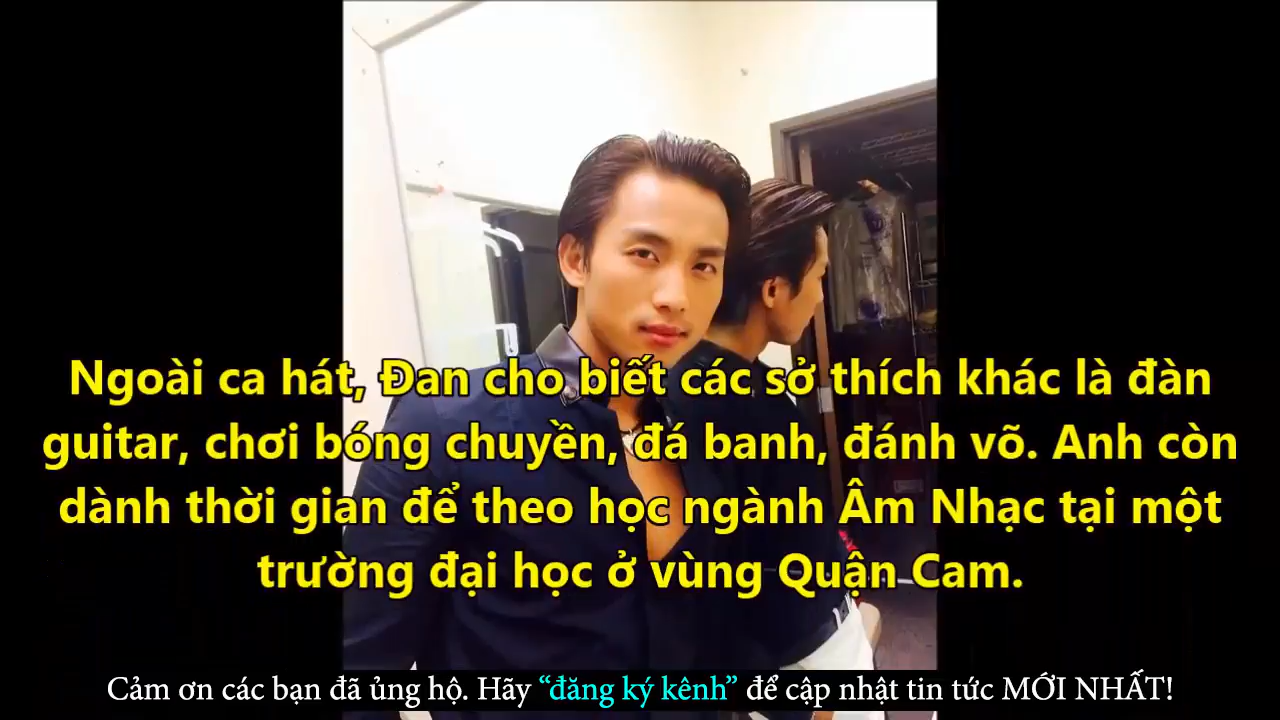 Ngoài ca hát, Đan cho biết các sở thích khác là đàn
guitar, chơi bóng chuyền, đá banh, đánh võ. Anh còn
dành thời gian để theo học ngành Âm Nhạc tại một
trường đại học ở vùng Quận Cam.
Cảm ơn các bạn đã ủng hộ. Hãy “đăng ký kênh” để cập nhật tin tức MỚI NHẤT!